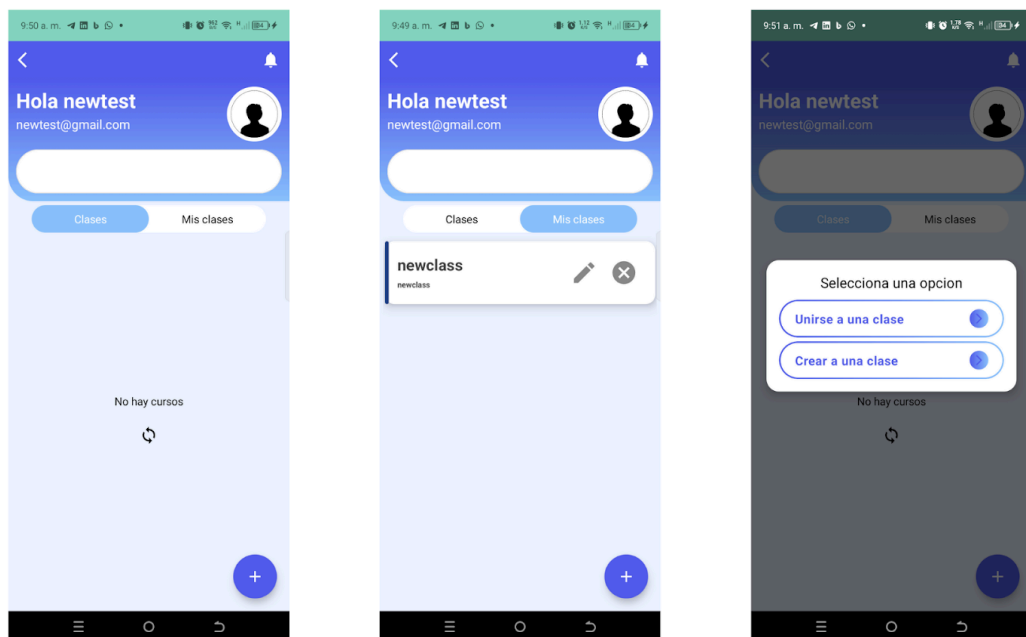 9:50 a. m.
Hola newtest
newtest@gmail.com
Clases
Mis clases
No hay cursos
+
9:49 a. m.
Hola newtest
newtest@gmail.com
Clases
Mis clases
newclass
newclass
+
9:51 a. m.
Hola newtest
newtest@gmail.com
Clases
Mis clases
Selecciona una opcion
Unirse a una clase
Crear a una clase
No hay cursos
+